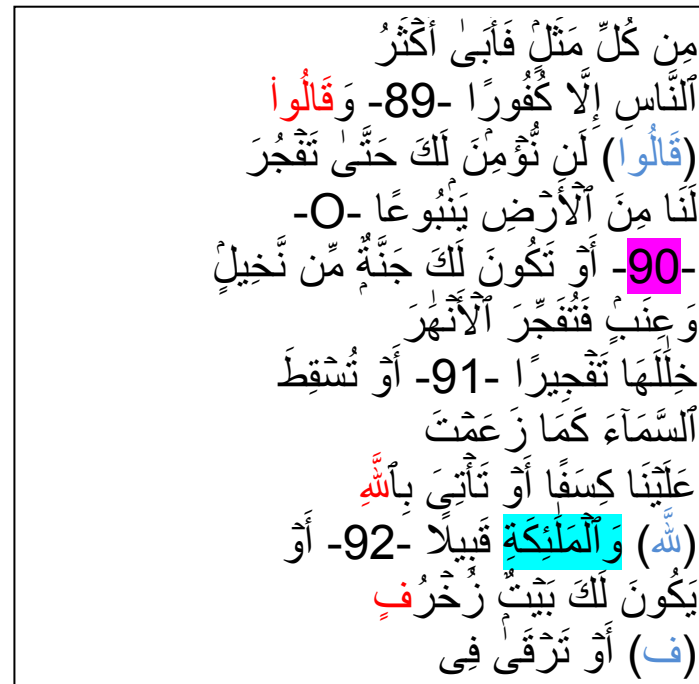 مِن كُلِّ مَثَلٖ فَأَبَىٰٓ أَكۡثَرُ
ٱلنَّاسِ إِلَّا كُفُورٗا -89- وَقَالُواْ
(قَالُوا) لَن نُّؤۡمِنَ لَكَ حَتَّىٰ تَفۡجُرَ
لَنَا مِنَ ٱلۡأَرۡضِ يَنۢبُوعًا -O-
-90- أَوۡ تَكُونَ لَكَ جَنَّةٞ مِّن نَّخِيلٖ
وَعِنَبٖ فَتُفَجِّرَ ٱلۡأَنۡهَٰرَ
خِلَٰلَهَا تَفۡجِيرًا -91- أَوۡ تُسۡقِطَ
ٱلسَّمَآءَ كَمَا زَعَمۡتَ
عَلَيۡنَا كِسَفًا أَوۡ تَأۡتِيَ بِٱللَّهِ
(لله) وَٱلۡمَلَٰٓئِكَةِ قَبِيلًا -92- أَوۡ
يَكُونَ لَكَ بَيۡتٞ زُخۡرُفٍ
(ف) أَوۡ تَرۡقَىٰ فِى